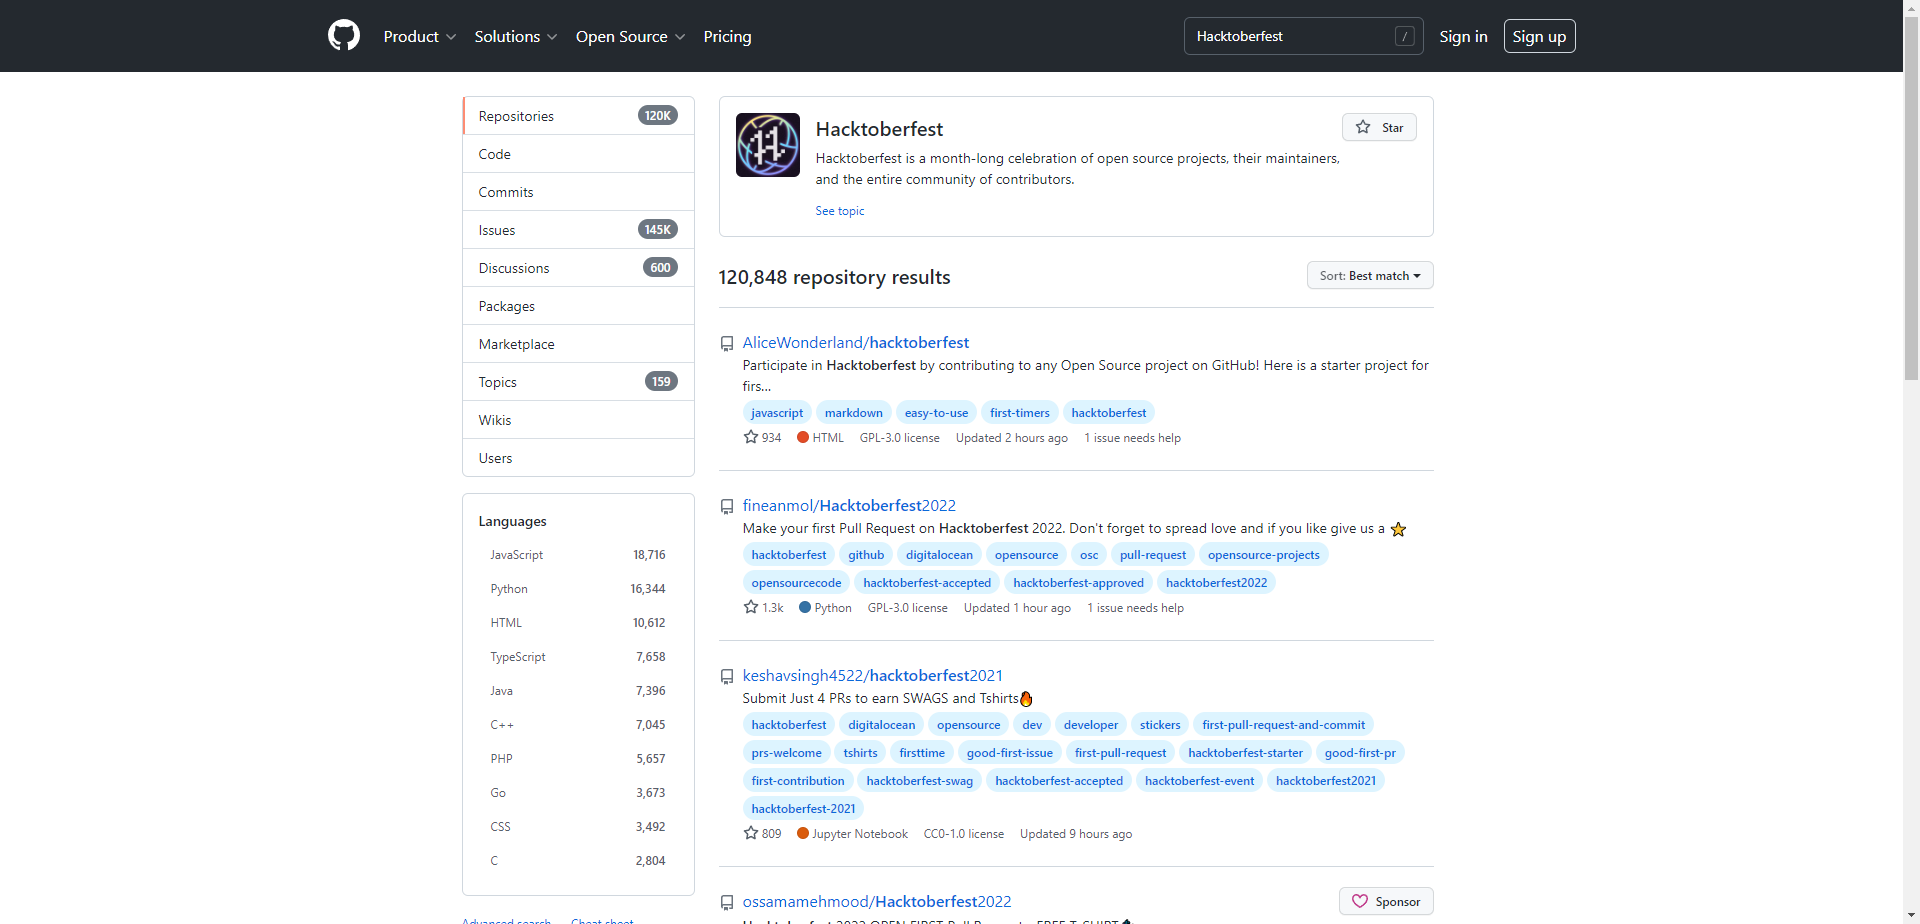 Product
Solutions
Open Source
Pricing
Hacktoberfest
/
Sign in
Sign up
Repositories 120K
Code
Commits
Issues 145K
Discussions 600
Packages
Marketplace
Topics 159
Wikis
Users
Languages
JavaScript 18,716
Python 16,344
HTML 10,612
TypeScript 7,658
Java 7,396
C++ 7,045
PHP 5,657
Go 3,673
CSS 3,492
C 2,804
Advanced search Cheat sheet
Hacktoberfest
Star
Hacktoberfest is a month-long celebration of open source projects, their maintainers,
and the entire community of contributors.
See topic
120,848 repository results
Sort: Best match
AliceWonderland/hacktoberfest
Participate in Hacktoberfest by contributing to any Open Source project on GitHub! Here is a starter project for
firs...
javascript markdown easy-to-use first-timers hacktoberfest
934 HTML GPL-3.0 license Updated 2 hours ago 1 issue needs help
fineanmol/Hacktoberfest2022
Make your first Pull Request on Hacktoberfest 2022. Don't forget to spread love and if you like give us a ⭐
hacktoberfest github digitalocean opensource osc pull-request opensource-projects
opensourcecode hacktoberfest-accepted hacktoberfest-approved hacktoberfest2022
1.3k Python GPL-3.0 license Updated 1 hour ago 1 issue needs help
keshavsingh4522/hacktoberfest2021
Submit Just 4 PRs to earn SWAGS and Tshirts🔥
hacktoberfest digitalocean opensource dev developer stickers first-pull-request-and-commit
prs-welcome tshirts firsttime good-first-issue first-pull-request hacktoberfest-starter good-first-pr
first-contribution hacktoberfest-swag hacktoberfest-accepted hacktoberfest-event hacktoberfest2021
hacktoberfest-2021
809 Jupyter Notebook CC0-1.0 license Updated 9 hours ago
ossamamehmood/Hacktoberfest2022
Sponsor
Hacktoberfest 2022 OPEN FIRST Pull Request - FREE T-SHIRT